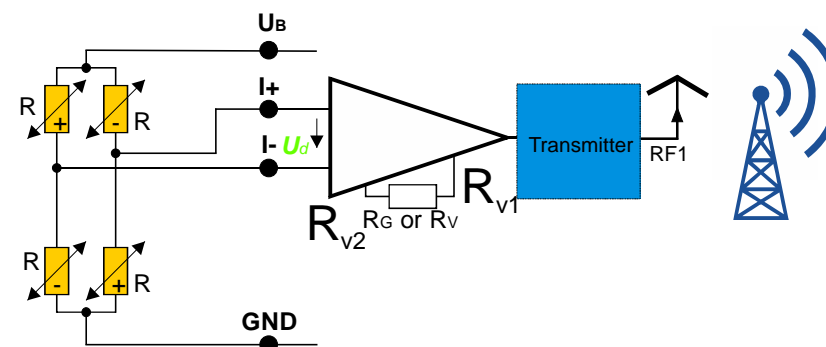 UB
I+
R
+
-
R
I-
Ud
Transmitter
RF1
RG or RV
Rv1
Rv2
R
-
+
R
GND